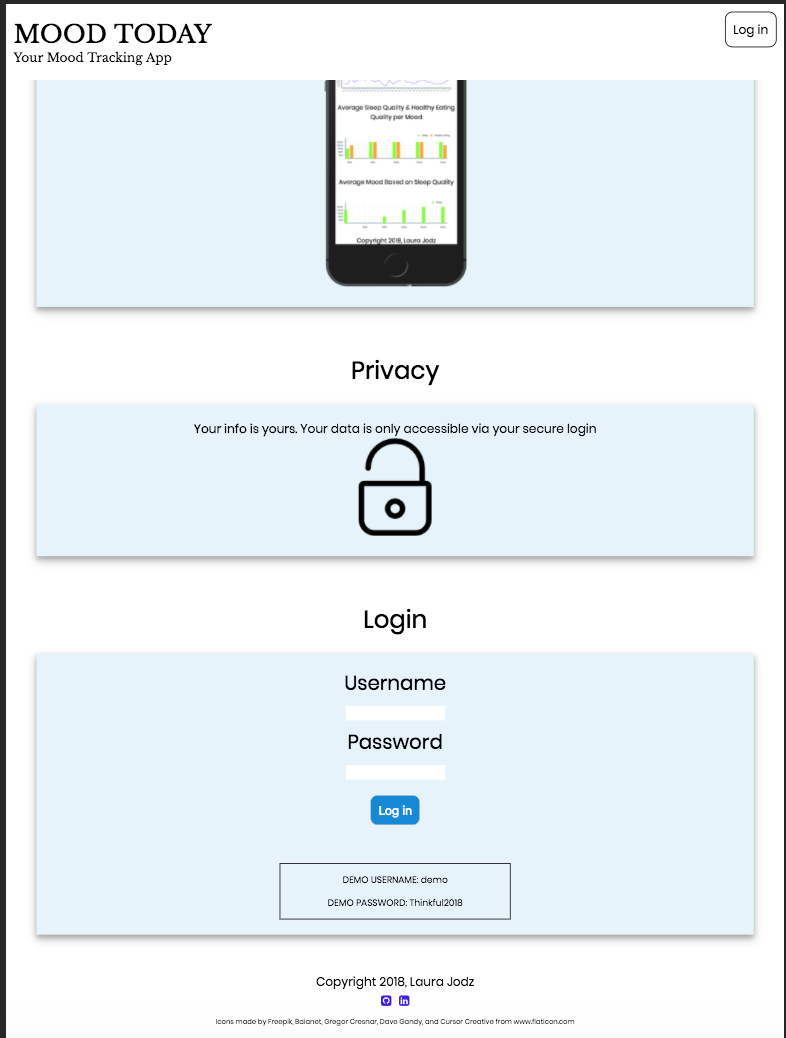 MOOD TODAY
Your Mood Tracking App
Log in
Average Sleep Quality & Healthy Eating
Quality per Mood
Average Mood Based on Sleep Quality
Copyright 2018, Laura Jodz
Privacy
Your info is yours. Your data is only accessible via your secure login
Login
Username
Password
Log in
DEMO USERNAME: demo
DEMO PASSWORD: Thinkful2018
Copyright 2018, Laura Jodz
Icons made by Freepik, Baianet, Gregor Cresnar, Dave Gandy, and Cursor Creative from www.flaticon.com